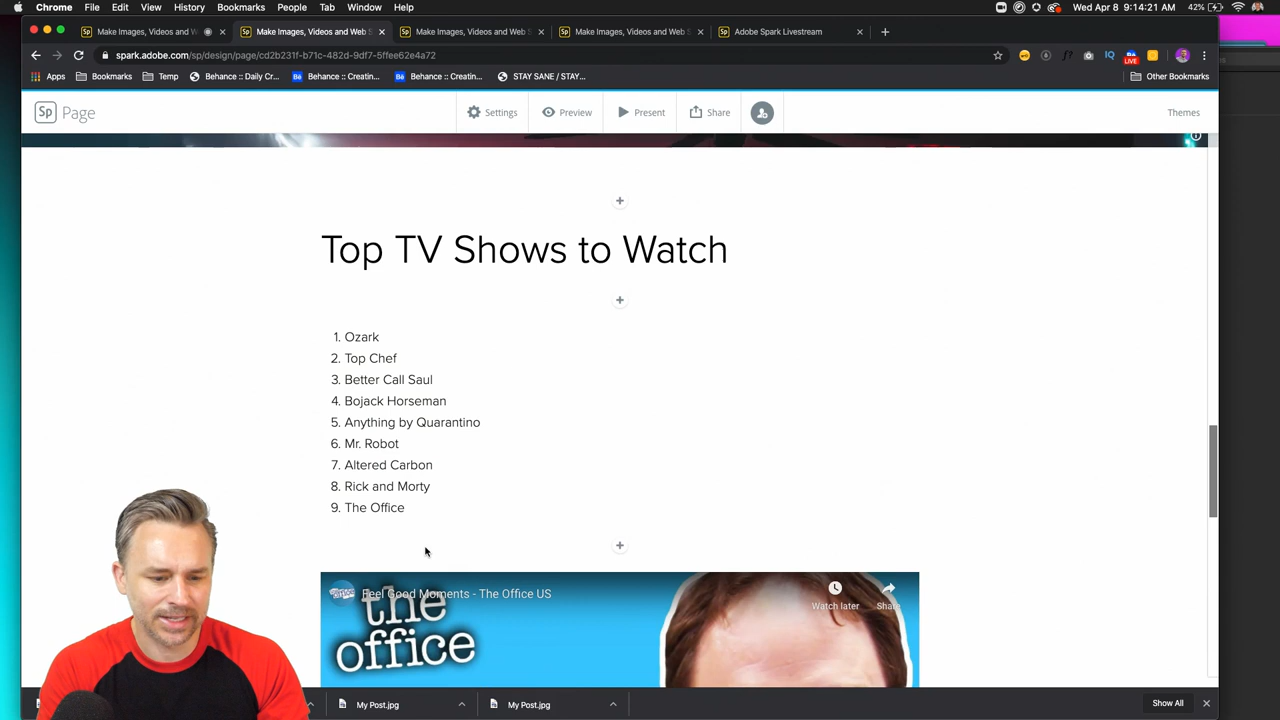 Chrome File Edit View History Bookmarks People Tab Window Help Wed Apr 8 9:14:21 AM 42%
Make Images, Videos and Web Make Images, Videos and Web S Make Images, Videos and Web S Make Images, Videos and Web S Adobe Spark Livestream
spark.adobe.com/sp/design/page/cd2b231f-b71c-482d-9df7-5ffee62e4a72
Apps Bookmarks Temp Behance :: Daily Cr... Behance :: Creatin... Behance :: Creatin... STAY SANE / STAY... Other Bookmarks
LIVE
Sp Page Settings Preview Present Share Themes
Top TV Shows to Watch
1. Ozark
2. Top Chef
3. Better Call Saul
4. Bojack Horseman
5. Anything by Quarantino
6. Mr. Robot
7. Altered Carbon
8. Rick and Morty
9. The Office
Feel Good Moments - The Office US
Watch later Share
the
office
My Post.jpg My Post.jpg Show All